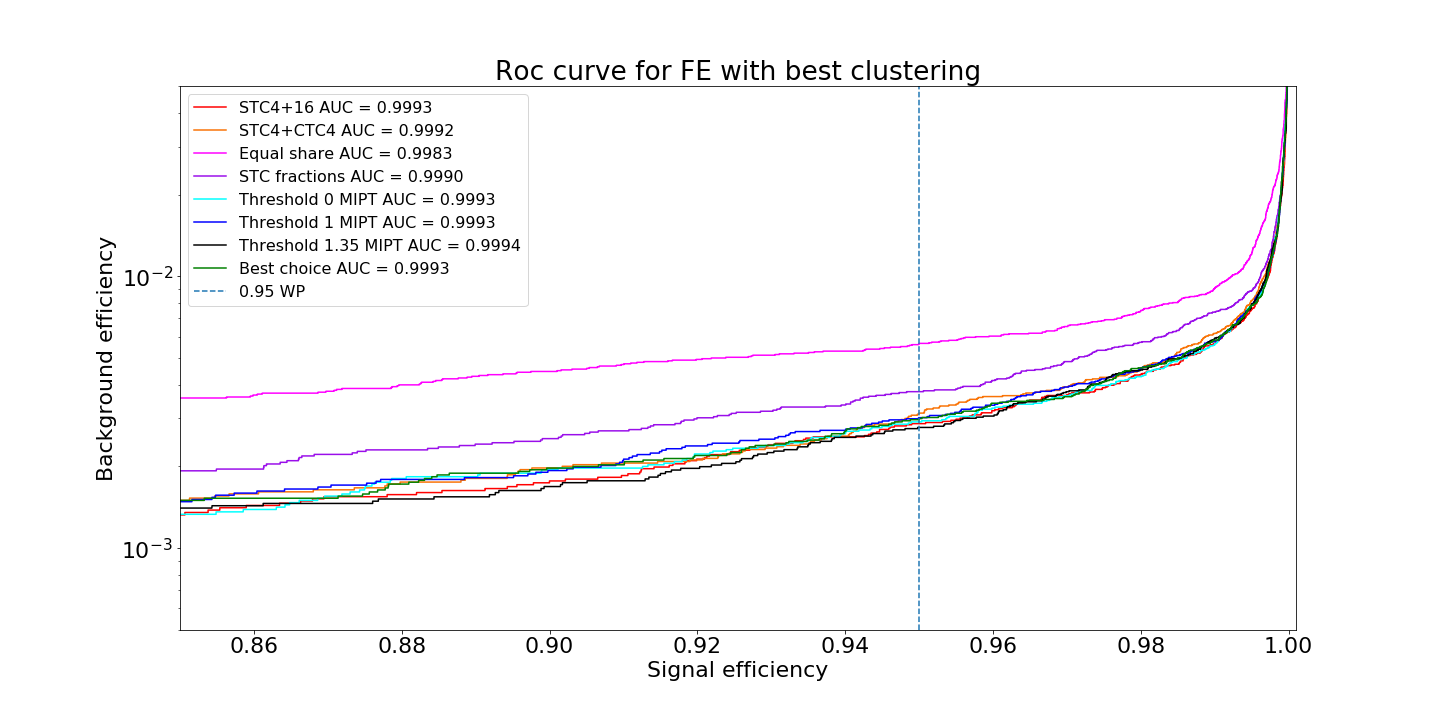 Roc curve for FE with best clustering
STC4+16 AUC = 0.9993
STC4+CTC4 AUC = 0.9992
Equal share AUC = 0.9983
STC fractions AUC = 0.9990
Threshold 0 MIPT AUC = 0.9993
Threshold 1 MIPT AUC = 0.9993
Threshold 1.35 MIPT AUC = 0.9994
Best choice AUC = 0.9993
0.95 WP
Background efficiency
10⁻²
10⁻³
0.86 0.88 0.90 0.92 0.94 0.96 0.98 1.00
Signal efficiency